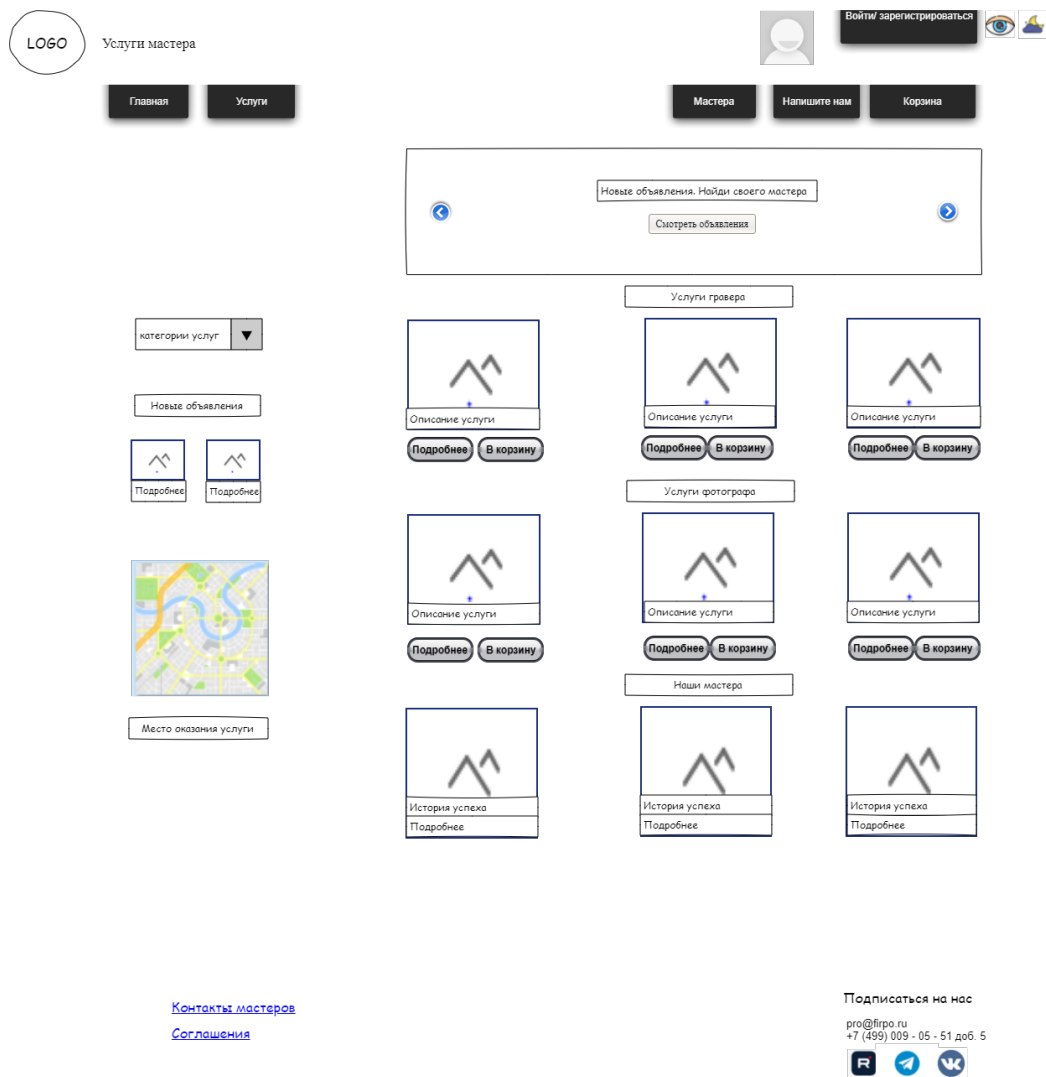 LOGO
Услуги мастера
Войти/ зарегистрироваться
Главная
Услуги
Мастера
Напишите нам
Корзина
Новые объявления. Найди своего мастера
Смотреть объявления
Услуги гравера
категории услуг
Новые объявления
Подробнее
Подробнее
Место оказания услуги
Описание услуги
Описание услуги
Описание услуги
Подробнее
В корзину
Подробнее
В корзину
Подробнее
В корзину
Услуги фотографа
Описание услуги
Описание услуги
Описание услуги
Подробнее
В корзину
Подробнее
В корзину
Подробнее
В корзину
Наши мастера
История успеха
Подробнее
История успеха
Подробнее
История успеха
Подробнее
Контакты мастеров
Соглашения
Подписаться на нас
pro@firpo.ru
+7 (499) 009 - 05 - 51 доб. 5
R